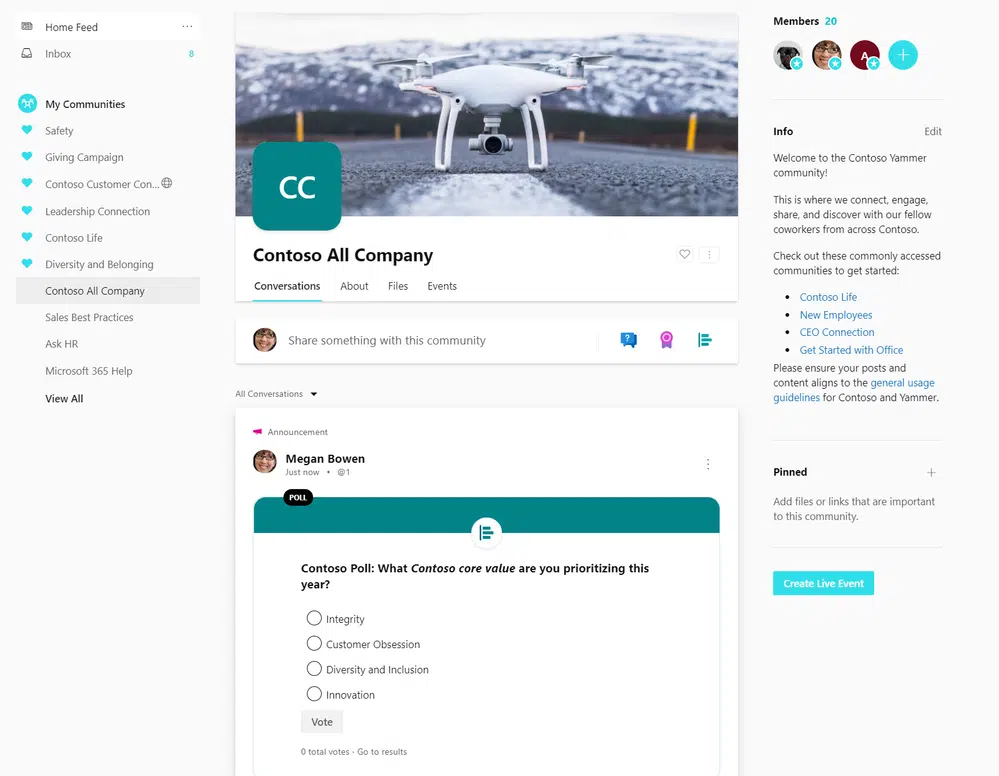 Home Feed
Inbox 8
My Communities
Safety
Giving Campaign
Contoso Customer Con...
Leadership Connection
Contoso Life
Diversity and Belonging
Contoso All Company
Sales Best Practices
Ask HR
Microsoft 365 Help
View All
CC
Contoso All Company
Conversations About Files Events
Share something with this community
?
All Conversations
Announcement
Megan Bowen
Just now • @1
POLL
Contoso Poll: What Contoso core value are you prioritizing this
year?
Integrity
Customer Obsession
Diversity and Inclusion
Innovation
Vote
0 total votes · Go to results
Members 20
A
Info Edit
Welcome to the Contoso Yammer
community!
This is where we connect, engage,
share, and discover with our fellow
coworkers from across Contoso.
Check out these commonly accessed
communities to get started:
• Contoso Life
• New Employees
• CEO Connection
• Get Started with Office
Please ensure your posts and
content aligns to the general usage
guidelines for Contoso and Yammer.
Pinned
Add files or links that are important
to this community.
Create Live Event